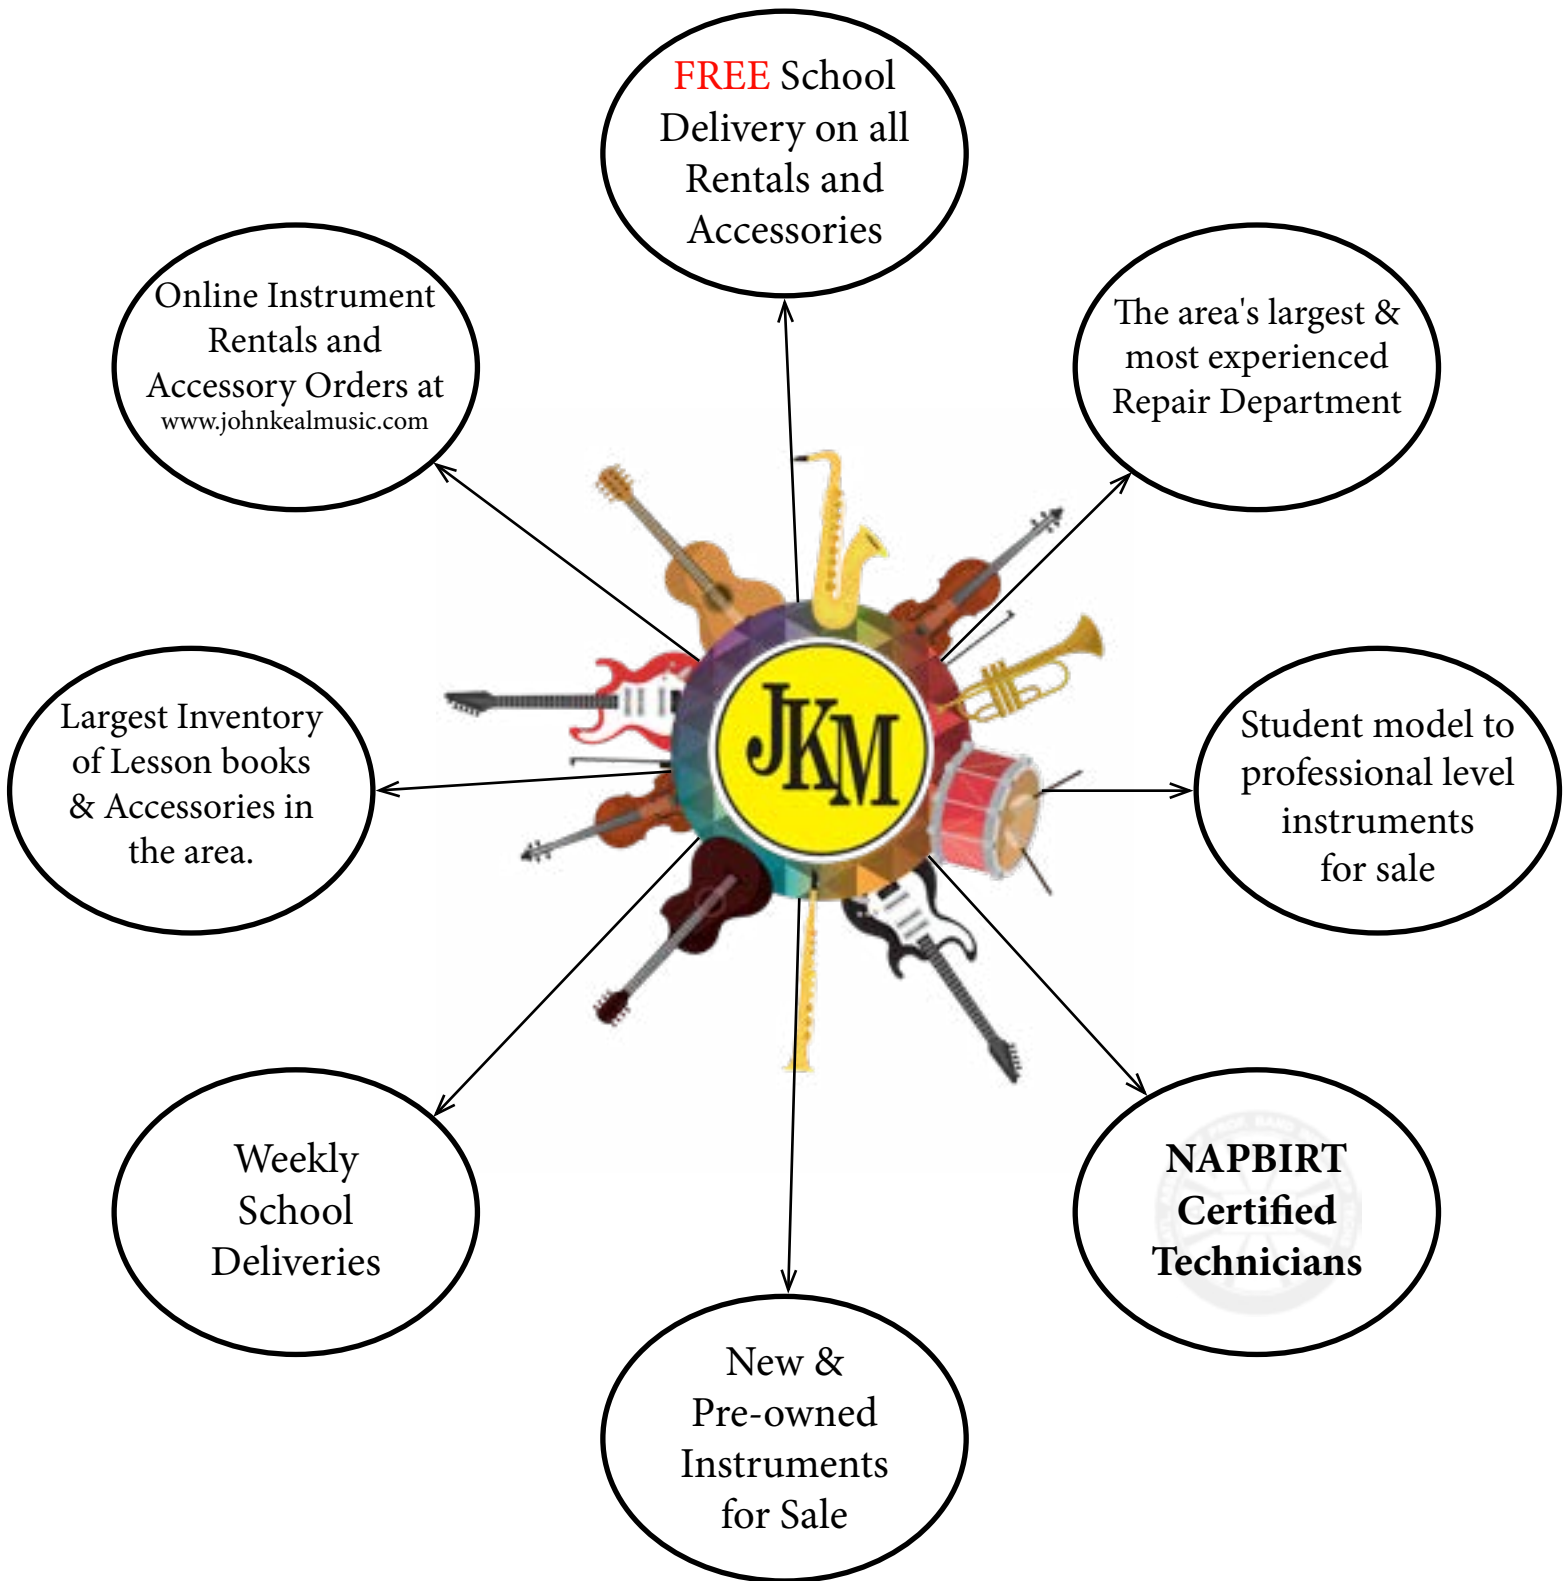 FREE School
Delivery on all
Rentals and
Accessories
Online Instrument
Rentals and
Accessory Orders at
www.johnkealmusic.com
The area's largest &
most experienced
Repair Department
Largest Inventory
of Lesson books
& Accessories in
the area.
JKM
Student model to
professional level
instruments
for sale
Weekly
School
Deliveries
NAPBIRT
Certified
Technicians
New &
Pre-owned
Instruments
for Sale